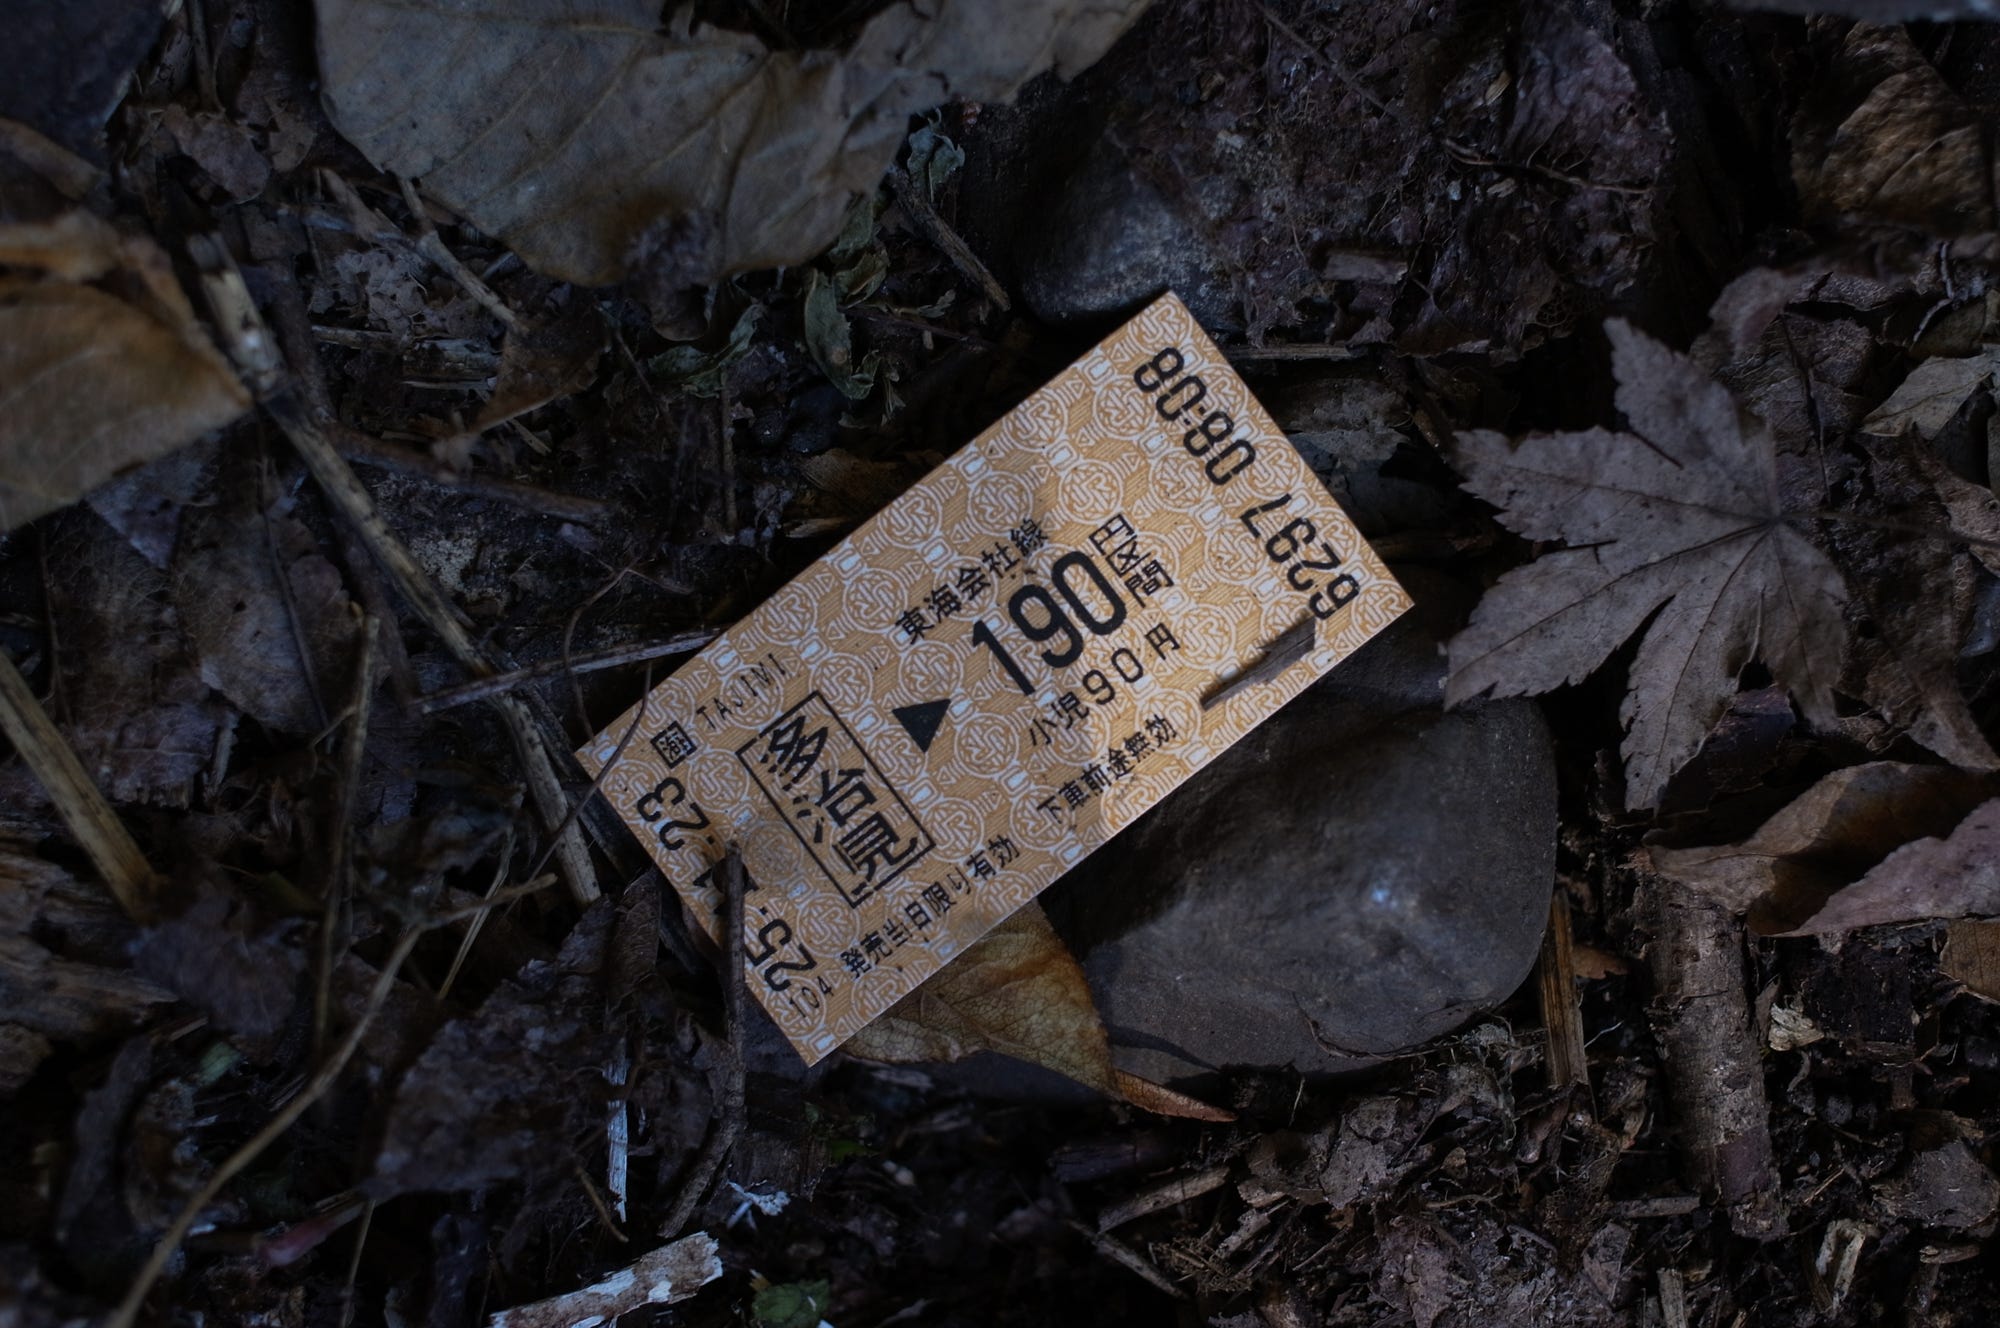 海 TAJIMI
東海会社線
多治見 ▶ 190円区間
小児90円
発売当日限り有効 下車前途無効
25.11.23
104
6297 08:08